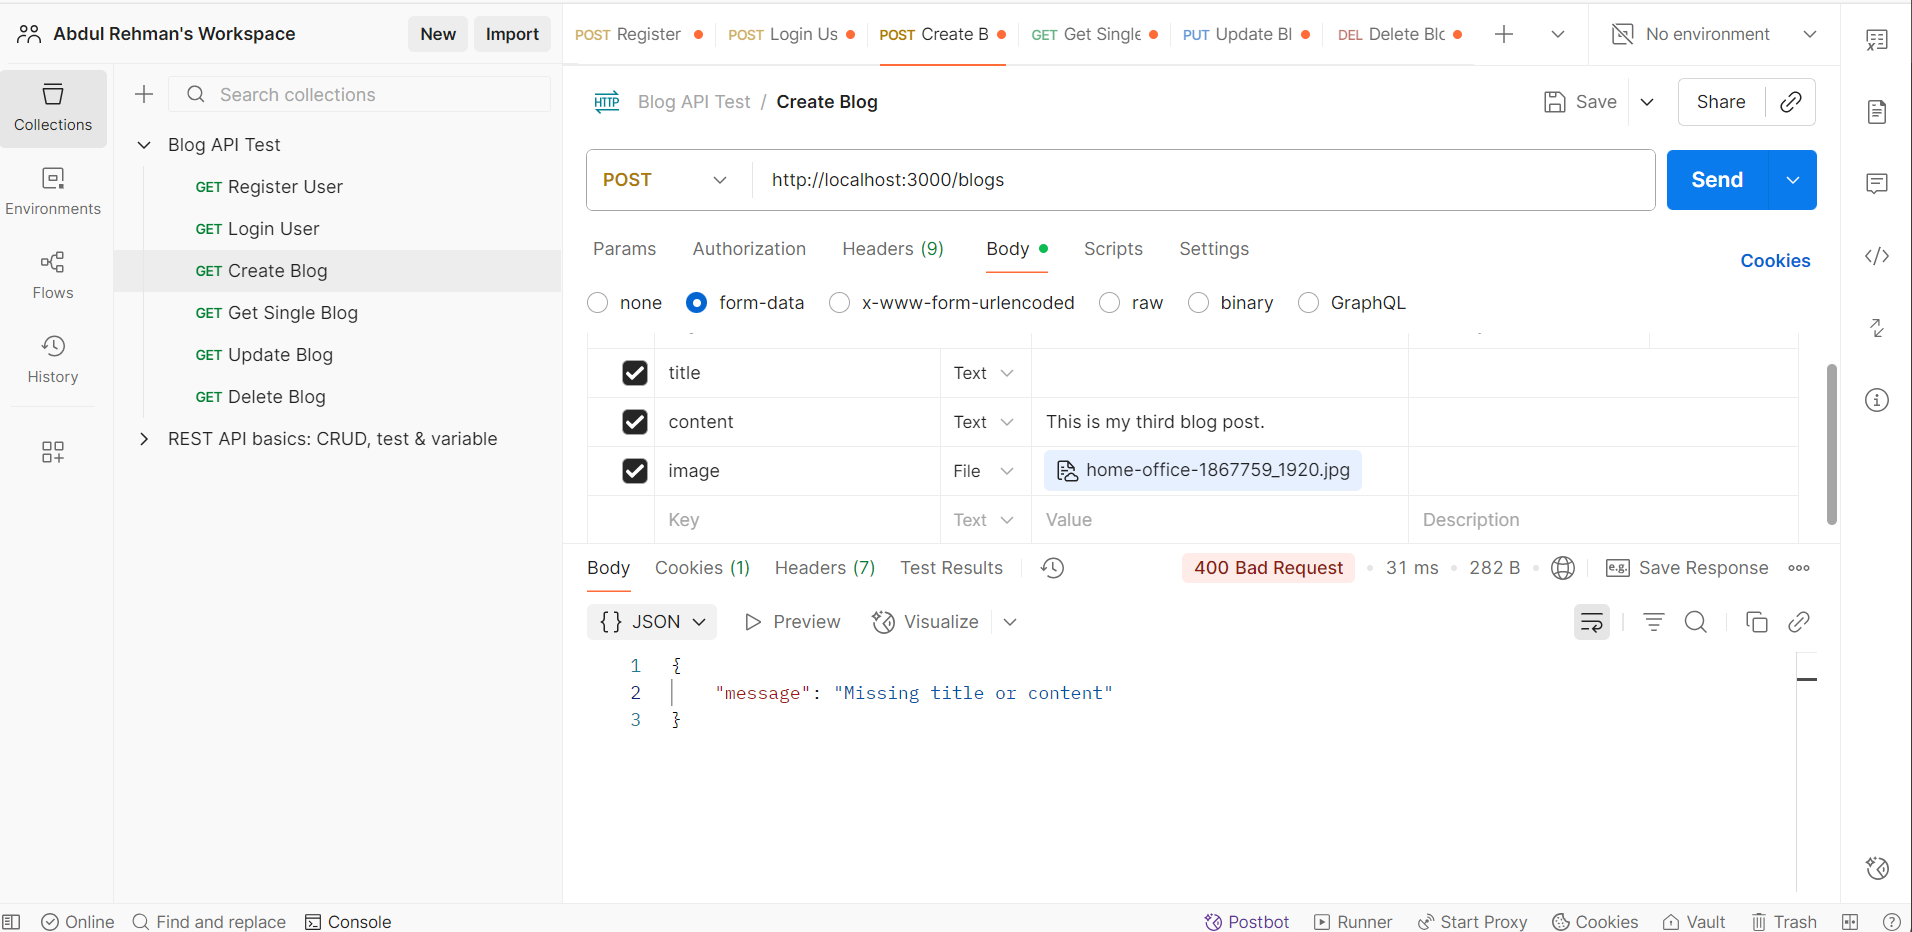 Abdul Rehman's Workspace
New
Import
POST Register
POST Login Us
POST Create B
GET Get Single
PUT Update Bl
DEL Delete Blc
No environment
Collections
Environments
Flows
History
Search collections
Blog API Test
GET Register User
GET Login User
GET Create Blog
GET Get Single Blog
GET Update Blog
GET Delete Blog
REST API basics: CRUD, test & variable
HTTP
Blog API Test / Create Blog
Save
Share
POST
http://localhost:3000/blogs
Send
Params
Authorization
Headers (9)
Body
Scripts
Settings
Cookies
none
form-data
x-www-form-urlencoded
raw
binary
GraphQL
title Text
content Text This is my third blog post.
image File home-office-1867759_1920.jpg
Key Text Value Description
Body
Cookies (1)
Headers (7)
Test Results
400 Bad Request
31 ms
282 B
e.g. Save Response
{} JSON
Preview
Visualize
1 {
2 "message": "Missing title or content"
3 }
Online
Find and replace
Console
Postbot
Runner
Start Proxy
Cookies
Vault
Trash